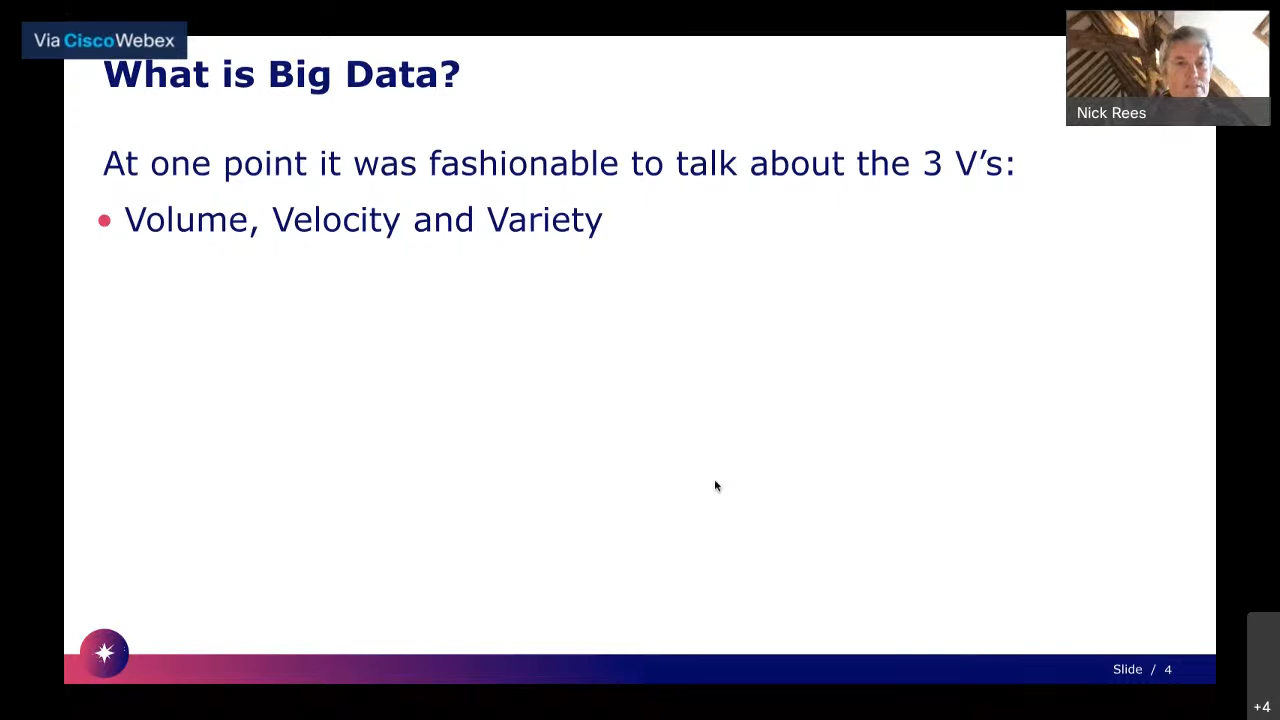 Via CiscoWebex
What is Big Data?
Nick Rees
At one point it was fashionable to talk about the 3 V’s:
• Volume, Velocity and Variety
Slide / 4
+4